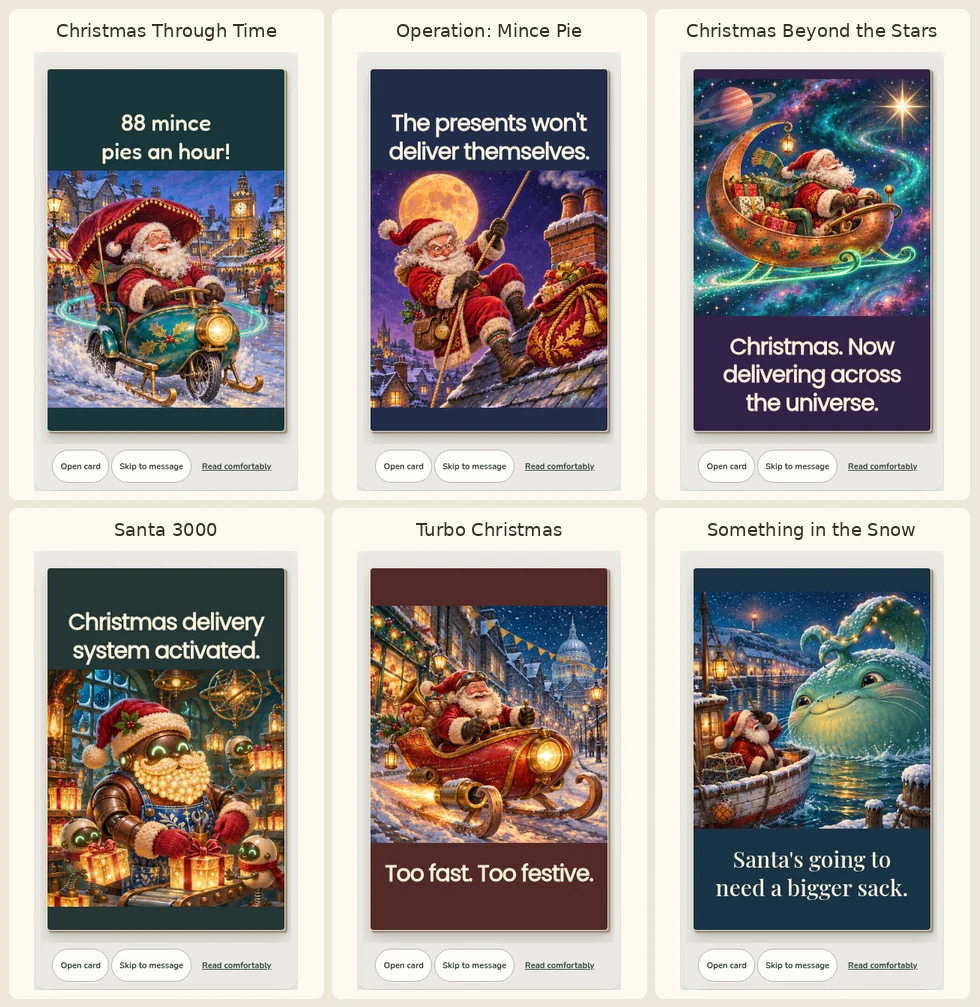 Christmas Through Time
88 mince
pies an hour!
Open card
Skip to message
Read comfortably
Operation: Mince Pie
The presents won't
deliver themselves.
Open card
Skip to message
Read comfortably
Christmas Beyond the Stars
Christmas. Now
delivering across
the universe.
Open card
Skip to message
Read comfortably
Santa 3000
Christmas delivery
system activated.
Open card
Skip to message
Read comfortably
Turbo Christmas
Too fast. Too festive.
Open card
Skip to message
Read comfortably
Something in the Snow
Santa's going to
need a bigger sack.
Open card
Skip to message
Read comfortably